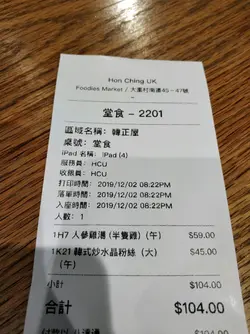 Hon Ching UK
Foodies Market / 大圍村南道45-47號
/
堂食 - 2201
區域名稱: 韓正屋
桌號: 堂食
iPad 名稱: iPad (4)
服務員: HCU
收務員: HCU
打印時間: 2019/12/02 08:22PM
落單時間: 2019/12/02 08:22PM
入座時間: 2019/12/02 08:22PM
人數: 1
1H7 人參雞湯 (半隻雞) (午) $59.00
1K21 韓式炒水晶粉絲 (大) $45.00
(午)
小計 $104.00
合計 $104.00